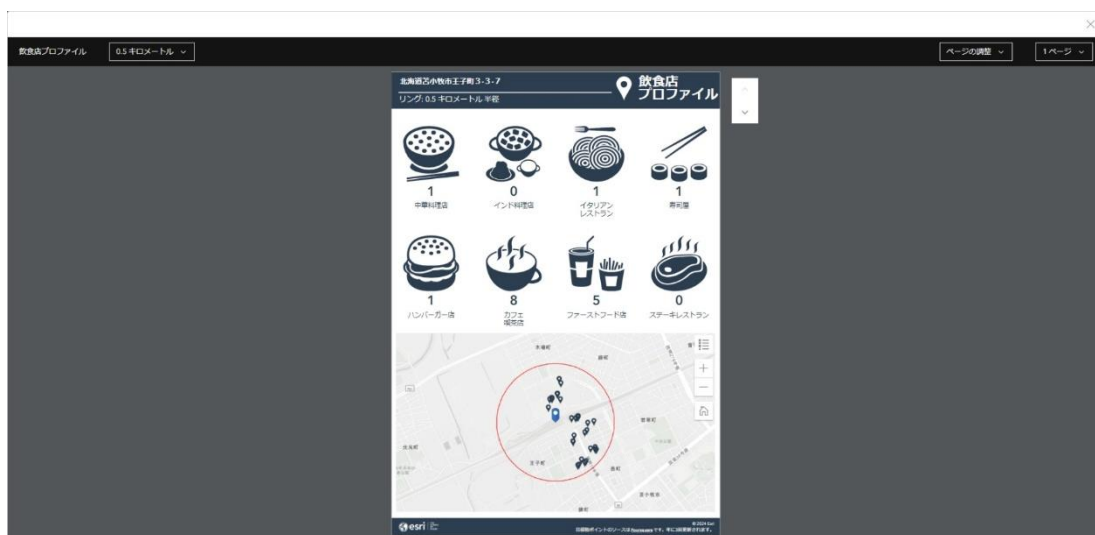 飲食店プロファイル
0.5 キロメートル
ページの調整
1 ページ
北海道苫小牧市王子町3-3-7
リング: 0.5 キロメートル 半径
飲食店
プロファイル
1
中華料理店
0
インド料理店
1
イタリアン
レストラン
1
寿司屋
1
ハンバーガー店
8
カフェ
喫茶店
5
ファーストフード店
0
ステーキレストラン
木場町
王子町
esri
© 2024 Esri